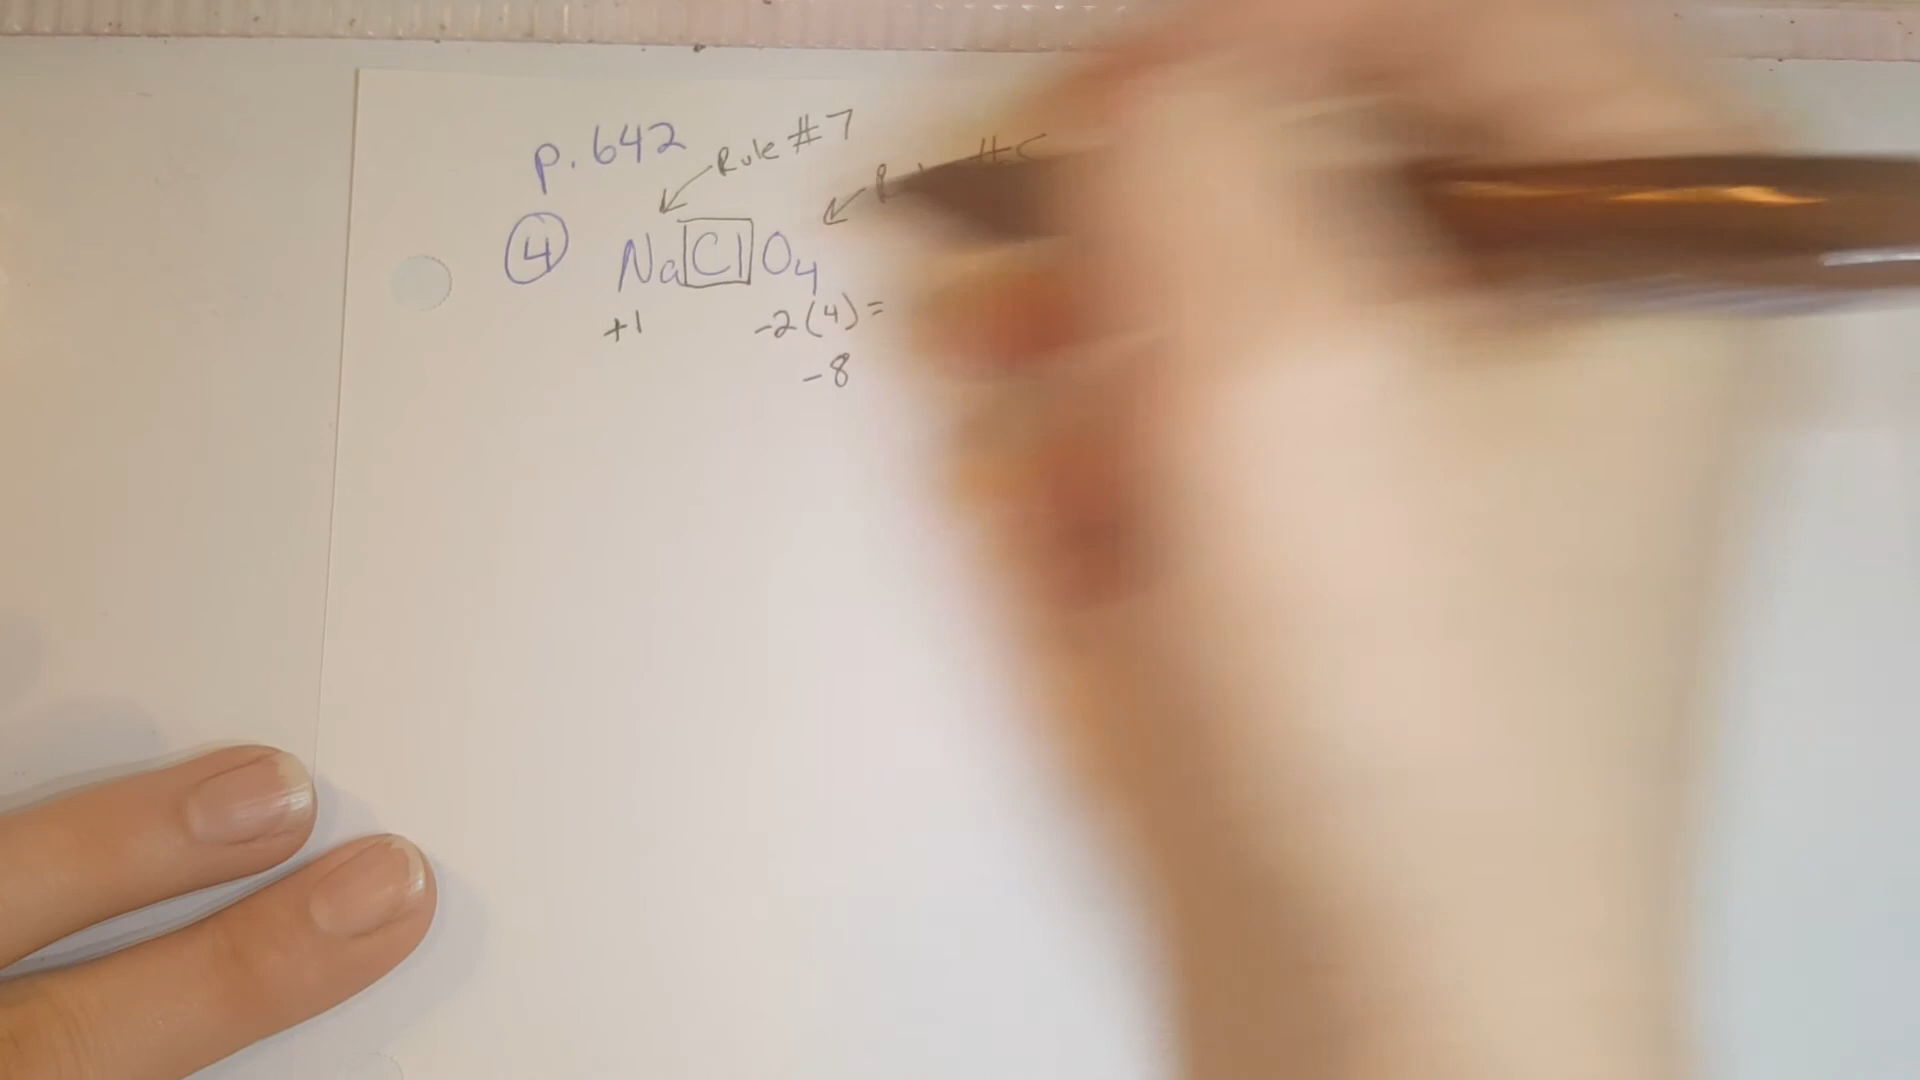 p. 642
Rule #7
④ NaClO₄
+1 -2(4)=
-8